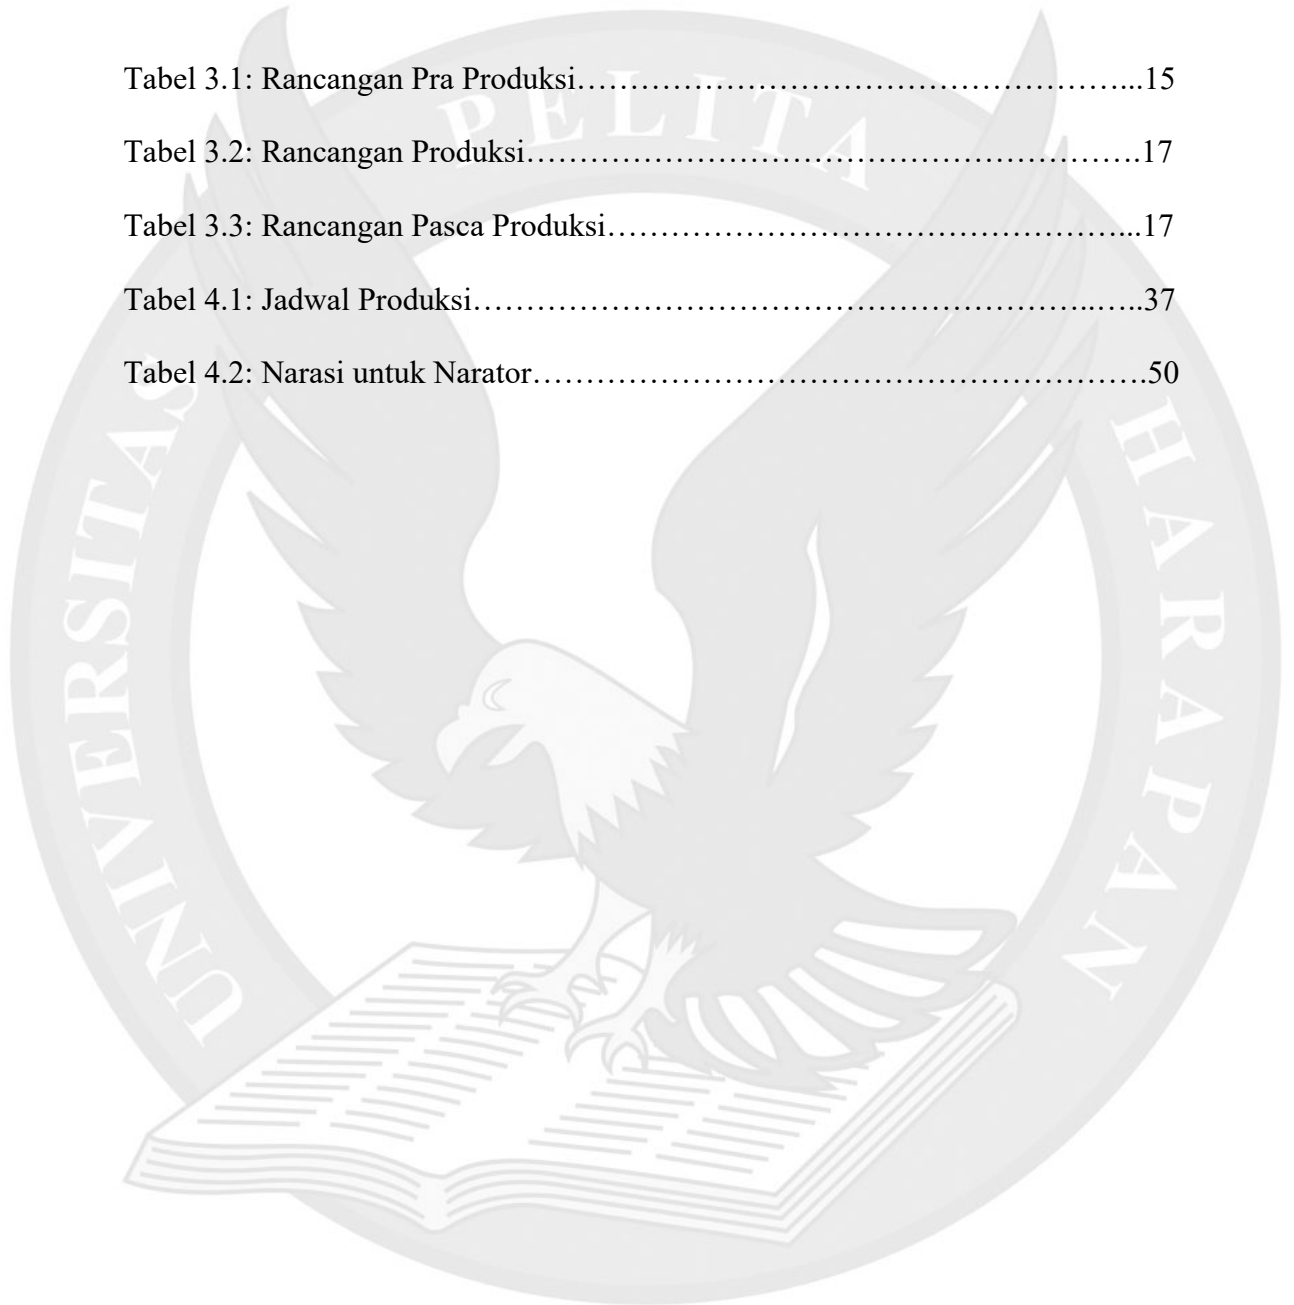 Tabel 3.1: Rancangan Pra Produksi……………………………………………...15
Tabel 3.2: Rancangan Produksi………………………………………………….17
Tabel 3.3: Rancangan Pasca Produksi…………………………………………...17
Tabel 4.1: Jadwal Produksi…………………………………………………..…..37
Tabel 4.2: Narasi untuk Narator………………………………………………….50
UNIVERSITAS PELITA HARAPAN